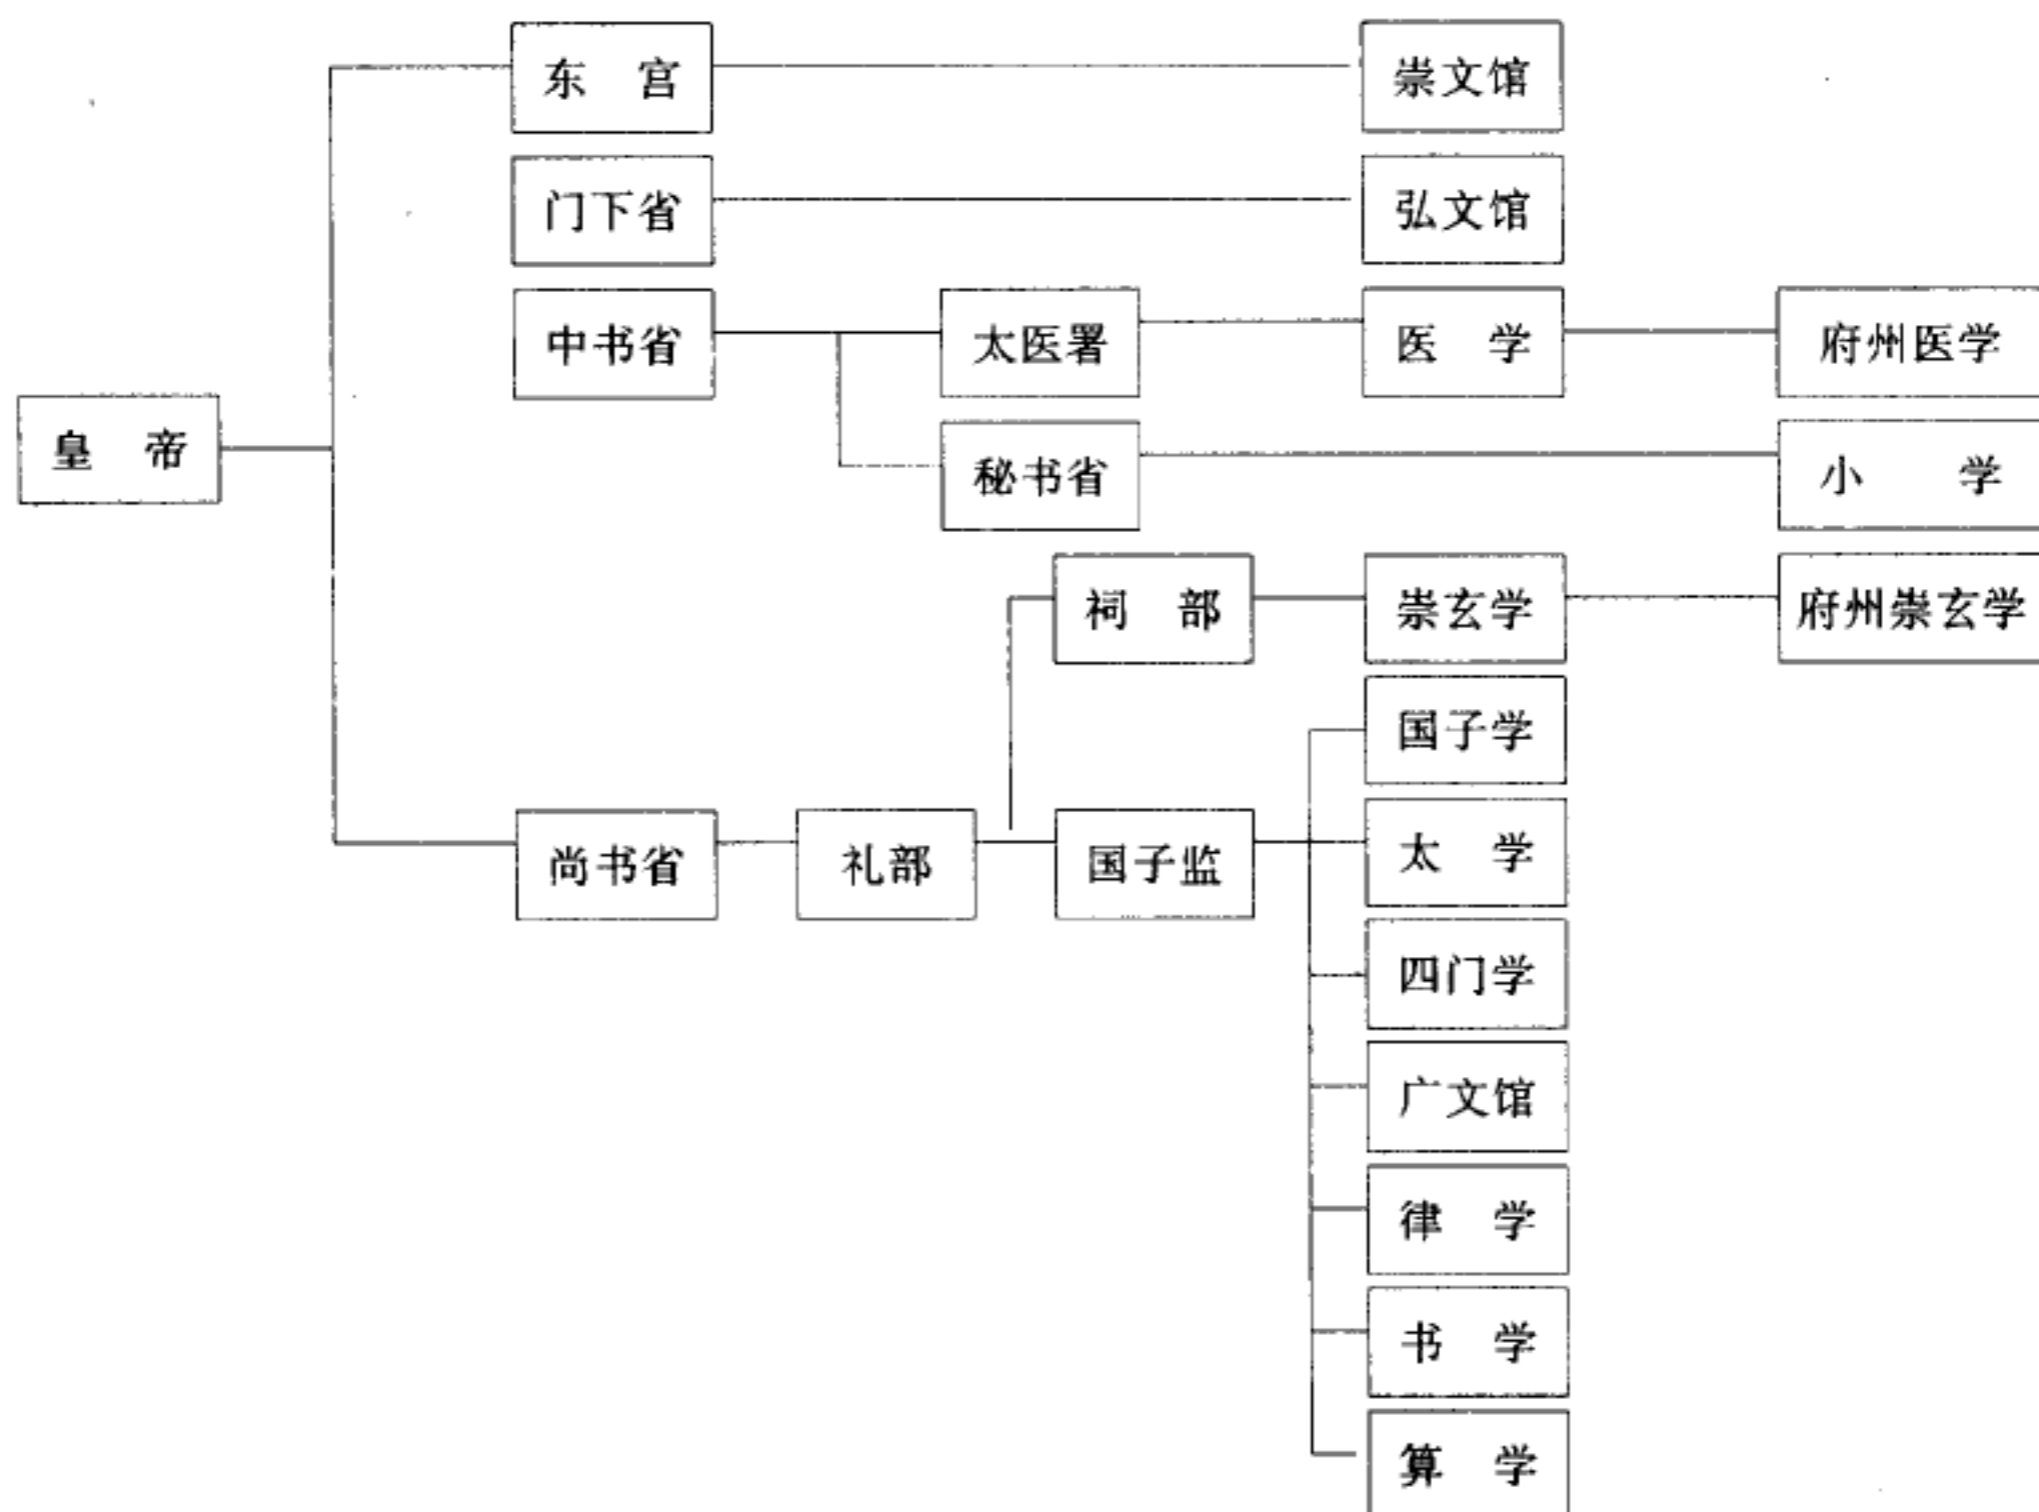 东 宫
崇文馆
门下省
弘文馆
中书省
太医署
医 学
府州医学
皇 帝
秘书省
小 学
祠 部
崇玄学
府州崇玄学
国子学
尚书省
礼部
国子监
太 学
四门学
广文馆
律 学
书 学
算 学